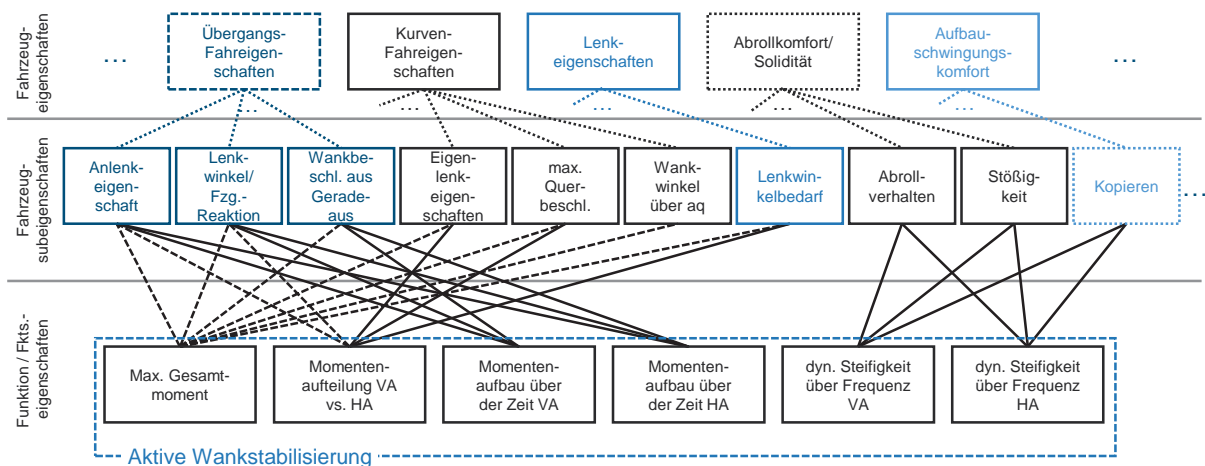 Fahrzeug-
eigenschaften
...
Übergangs-
Fahreigen-
schaften
...
Kurven-
Fahreigen-
schaften
...
Lenk-
eigenschaften
...
Abrollkomfort/
Solidität
...
Aufbau-
schwingungs-
komfort
...
...
Fahrzeug-
subeigenschaften
Anlenk-
eigen-
schaft
Lenk-
winkel/
Fzg.-
Reaktion
Wankbe-
schl. aus
Gerade-
aus
Eigen-
lenk-
eigen-
schaften
max.
Quer-
beschl.
Wank-
winkel
über aq
Lenkwin-
kelbedarf
Abroll-
verhalten
Stößig-
keit
Kopieren
...
Funktion / Fkts.-
eigenschaften
Max. Gesamt-
moment
Momenten-
aufteilung VA
vs. HA
Momenten-
aufbau über
der Zeit VA
Momenten-
aufbau über
der Zeit HA
dyn. Steifigkeit
über Frequenz
VA
dyn. Steifigkeit
über Frequenz
HA
Aktive Wankstabilisierung